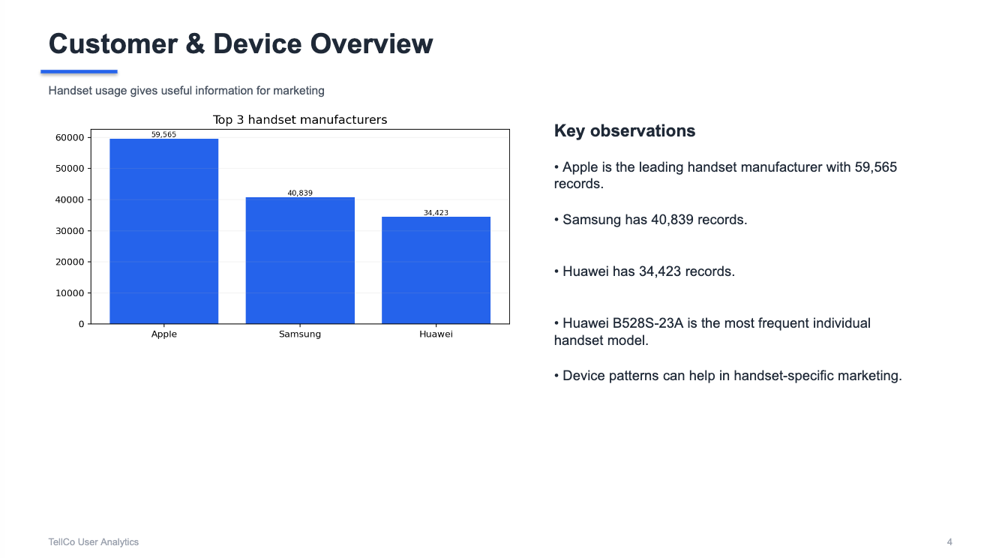 Customer & Device Overview
Handset usage gives useful information for marketing
Top 3 handset manufacturers
60000
50000
40000
30000
20000
10000
0
59,565
40,839
34,423
Apple
Samsung
Huawei
Key observations
• Apple is the leading handset manufacturer with 59,565
records.
• Samsung has 40,839 records.
• Huawei has 34,423 records.
• Huawei B528S-23A is the most frequent individual
handset model.
• Device patterns can help in handset-specific marketing.
TellCo User Analytics
4